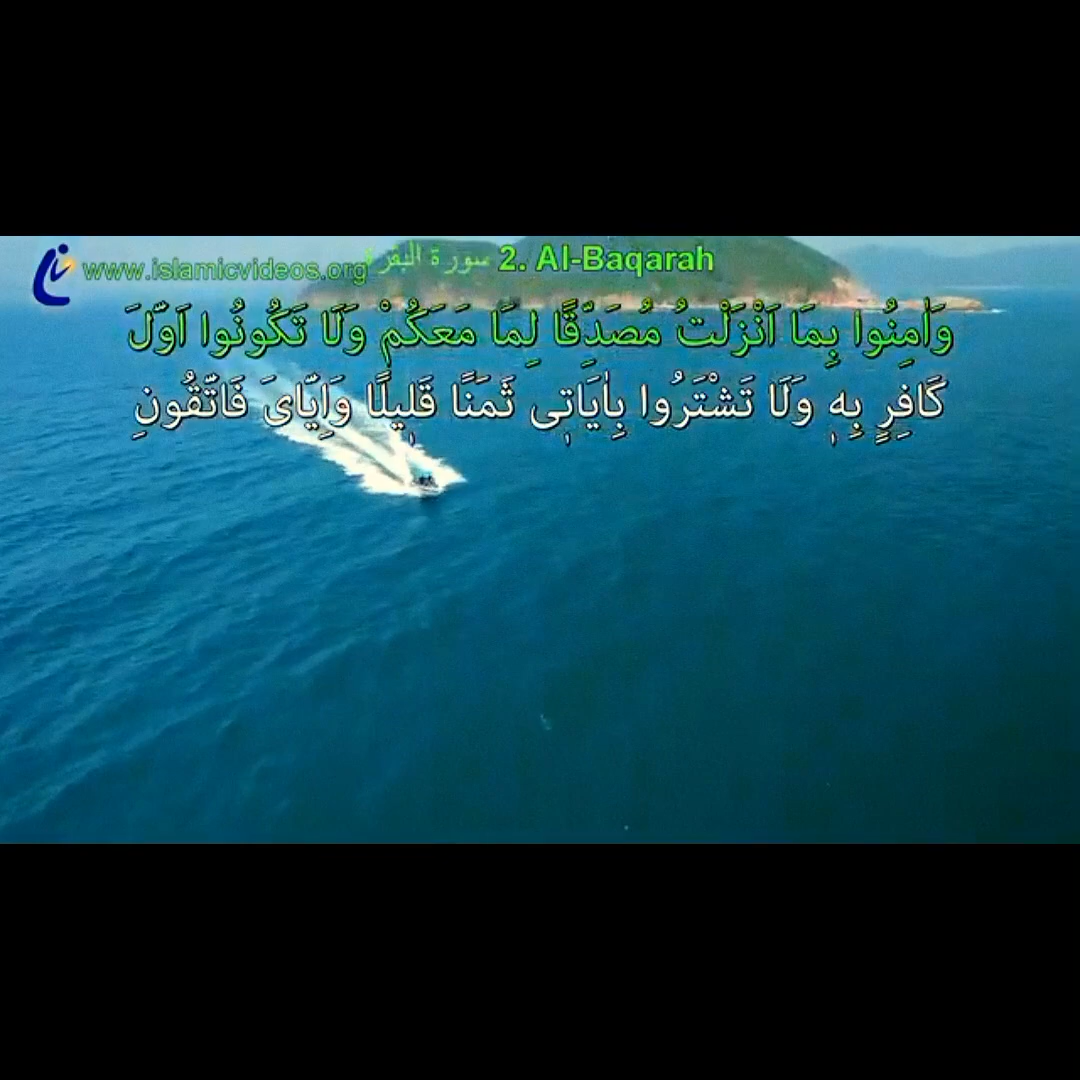 www.islamicvideos.org سورة البقرة 2. Al-Baqarah
وَاٰمِنُوا بِمَا اَنْزَلْتُ مُصَدِّقًا لِمَا مَعَكُمْ وَلَا تَكُونُوا اَوَّلَ
كَافِرٍ بِهٖ وَلَا تَشْتَرُوا بِاٰيَاتٖى ثَمَنًا قَلٖيلًا وَاِيَّاىَ فَاتَّقُونِ